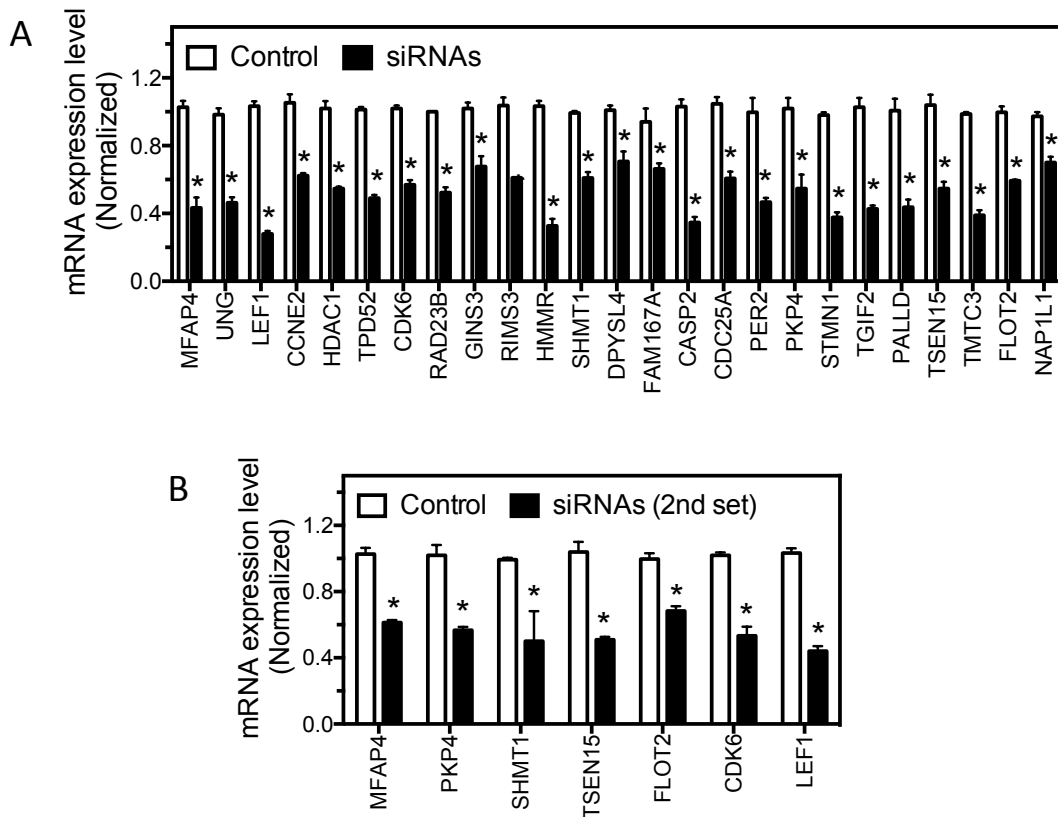 A
Control siRNAs
mRNA expression level
(Normalized)
1.2
0.8
0.4
0.0
* * * * * * * * * * * * * * * * * * * * * * * *
MFAP4
UNG
LEF1
CCNE2
HDAC1
TPD52
CDK6
RAD23B
GINS3
RIMS3
HMMR
SHMT1
DPYSL4
FAM167A
CASP2
CDC25A
PER2
PKP4
STMN1
TGIF2
PALLD
TSEN15
TMTC3
FLOT2
NAP1L1
B
Control siRNAs (2nd set)
mRNA expression level
(Normalized)
1.2
0.8
0.4
0.0
* * * * * * *
MFAP4
PKP4
SHMT1
TSEN15
FLOT2
CDK6
LEF1